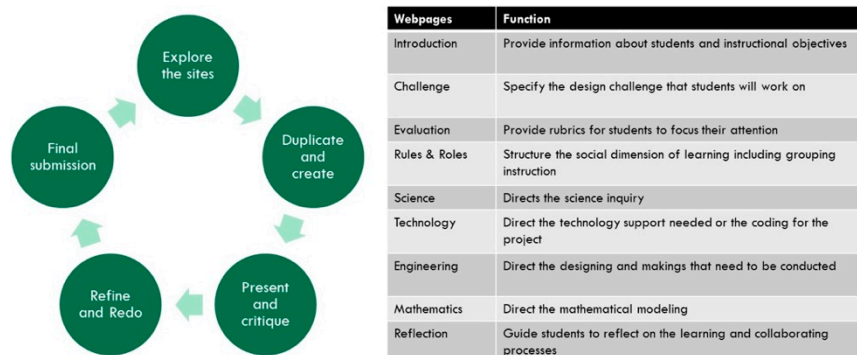 Explore
the sites
Duplicate
and
create
Present
and
critique
Refine
and Redo
Final
submission
Webpages Function
Introduction Provide information about students and instructional objectives
Challenge Specify the design challenge that students will work on
Evaluation Provide rubrics for students to focus their attention
Rules & Roles Structure the social dimension of learning including grouping
instruction
Science Directs the science inquiry
Technology Direct the technology support needed or the coding for the
project
Engineering Direct the designing and makings that need to be conducted
Mathematics Direct the mathematical modeling
Reflection Guide students to reflect on the learning and collaborating
processes